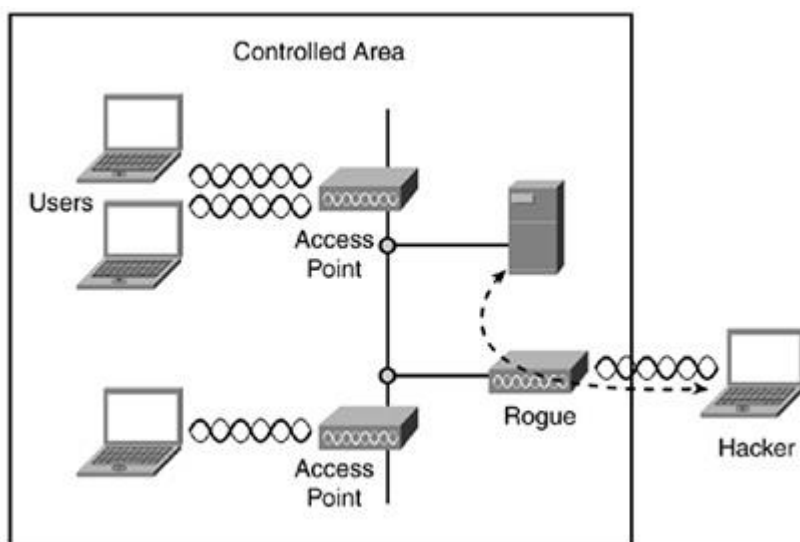 Controlled Area
Users
Access
Point
Rogue
Hacker
Access
Point